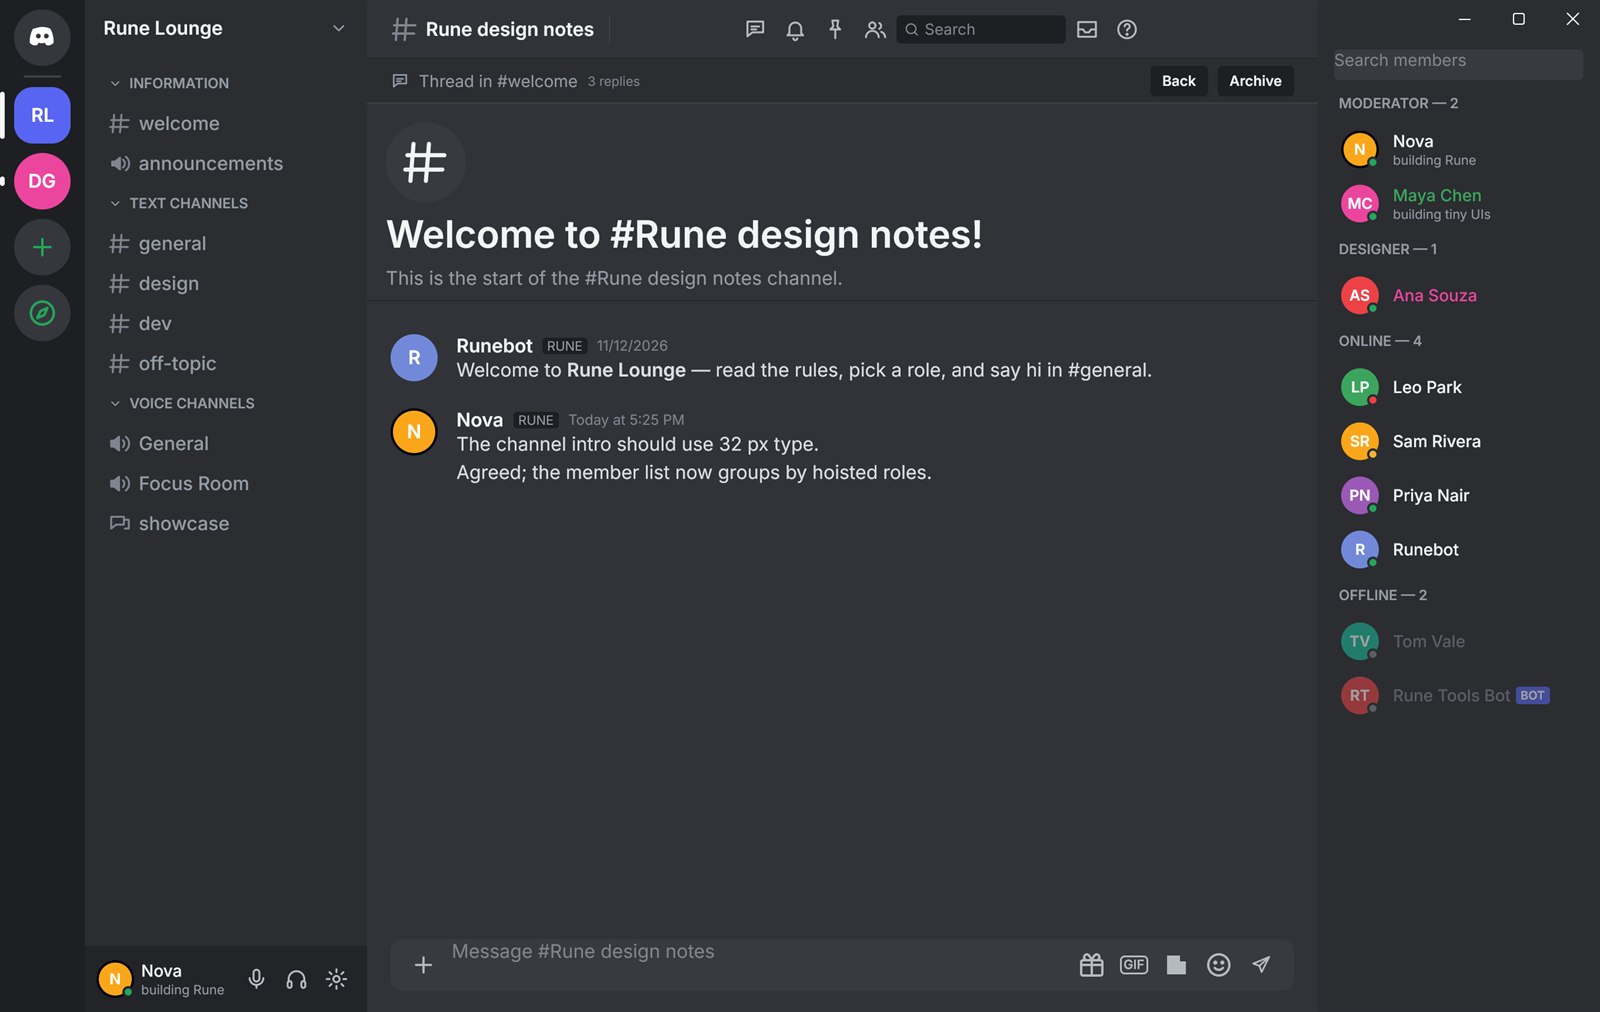 RL
DG
Rune Lounge
INFORMATION
welcome
announcements
TEXT CHANNELS
general
design
dev
off-topic
VOICE CHANNELS
General
Focus Room
showcase
N
Nova
building Rune
Rune design notes
Search
Thread in #welcome 3 replies
Back
Archive
Welcome to #Rune design notes!
This is the start of the #Rune design notes channel.
R
Runebot RUNE 11/12/2026
Welcome to Rune Lounge — read the rules, pick a role, and say hi in #general.
N
Nova RUNE Today at 5:25 PM
The channel intro should use 32 px type.
Agreed; the member list now groups by hoisted roles.
Message #Rune design notes
GIF
Search members
MODERATOR — 2
N
Nova
building Rune
MC
Maya Chen
building tiny UIs
DESIGNER — 1
AS
Ana Souza
ONLINE — 4
LP
Leo Park
SR
Sam Rivera
PN
Priya Nair
R
Runebot
OFFLINE — 2
TV
Tom Vale
RT
Rune Tools Bot BOT